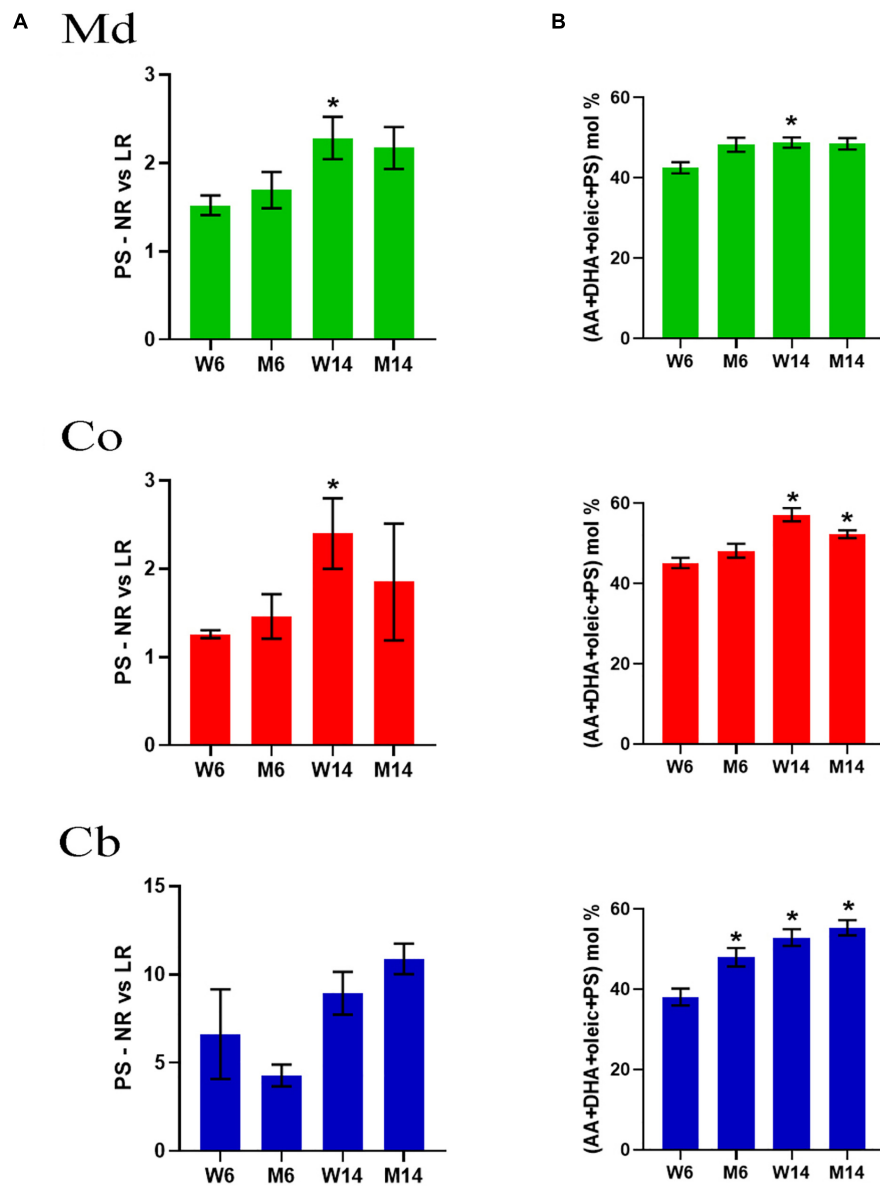 A
Md
B
PS - NR vs LR
3
2
1
0
*
W6 M6 W14 M14
(AA+DHA+oleic+PS) mol %
60
40
20
0
*
W6 M6 W14 M14
Co
PS - NR vs LR
3
2
1
0
*
W6 M6 W14 M14
(AA+DHA+oleic+PS) mol %
60
40
20
0
* *
W6 M6 W14 M14
Cb
PS - NR vs LR
15
10
5
0
W6 M6 W14 M14
(AA+DHA+oleic+PS) mol %
60
40
20
0
* * *
W6 M6 W14 M14